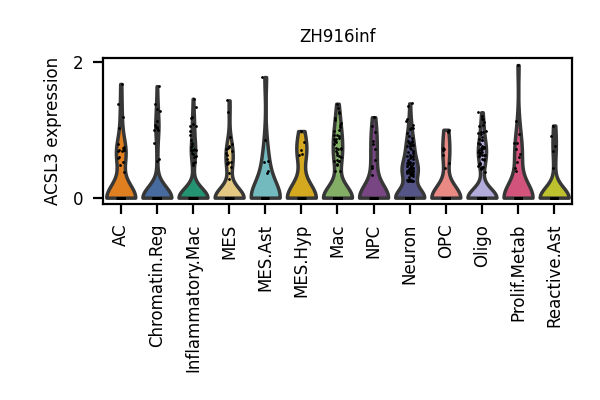 ZH916inf
ACSL3 expression
2
0
AC
Chromatin.Reg
Inflammatory.Mac
MES
MES.Ast
MES.Hyp
Mac
NPC
Neuron
OPC
Oligo
Prolif.Metab
Reactive.Ast